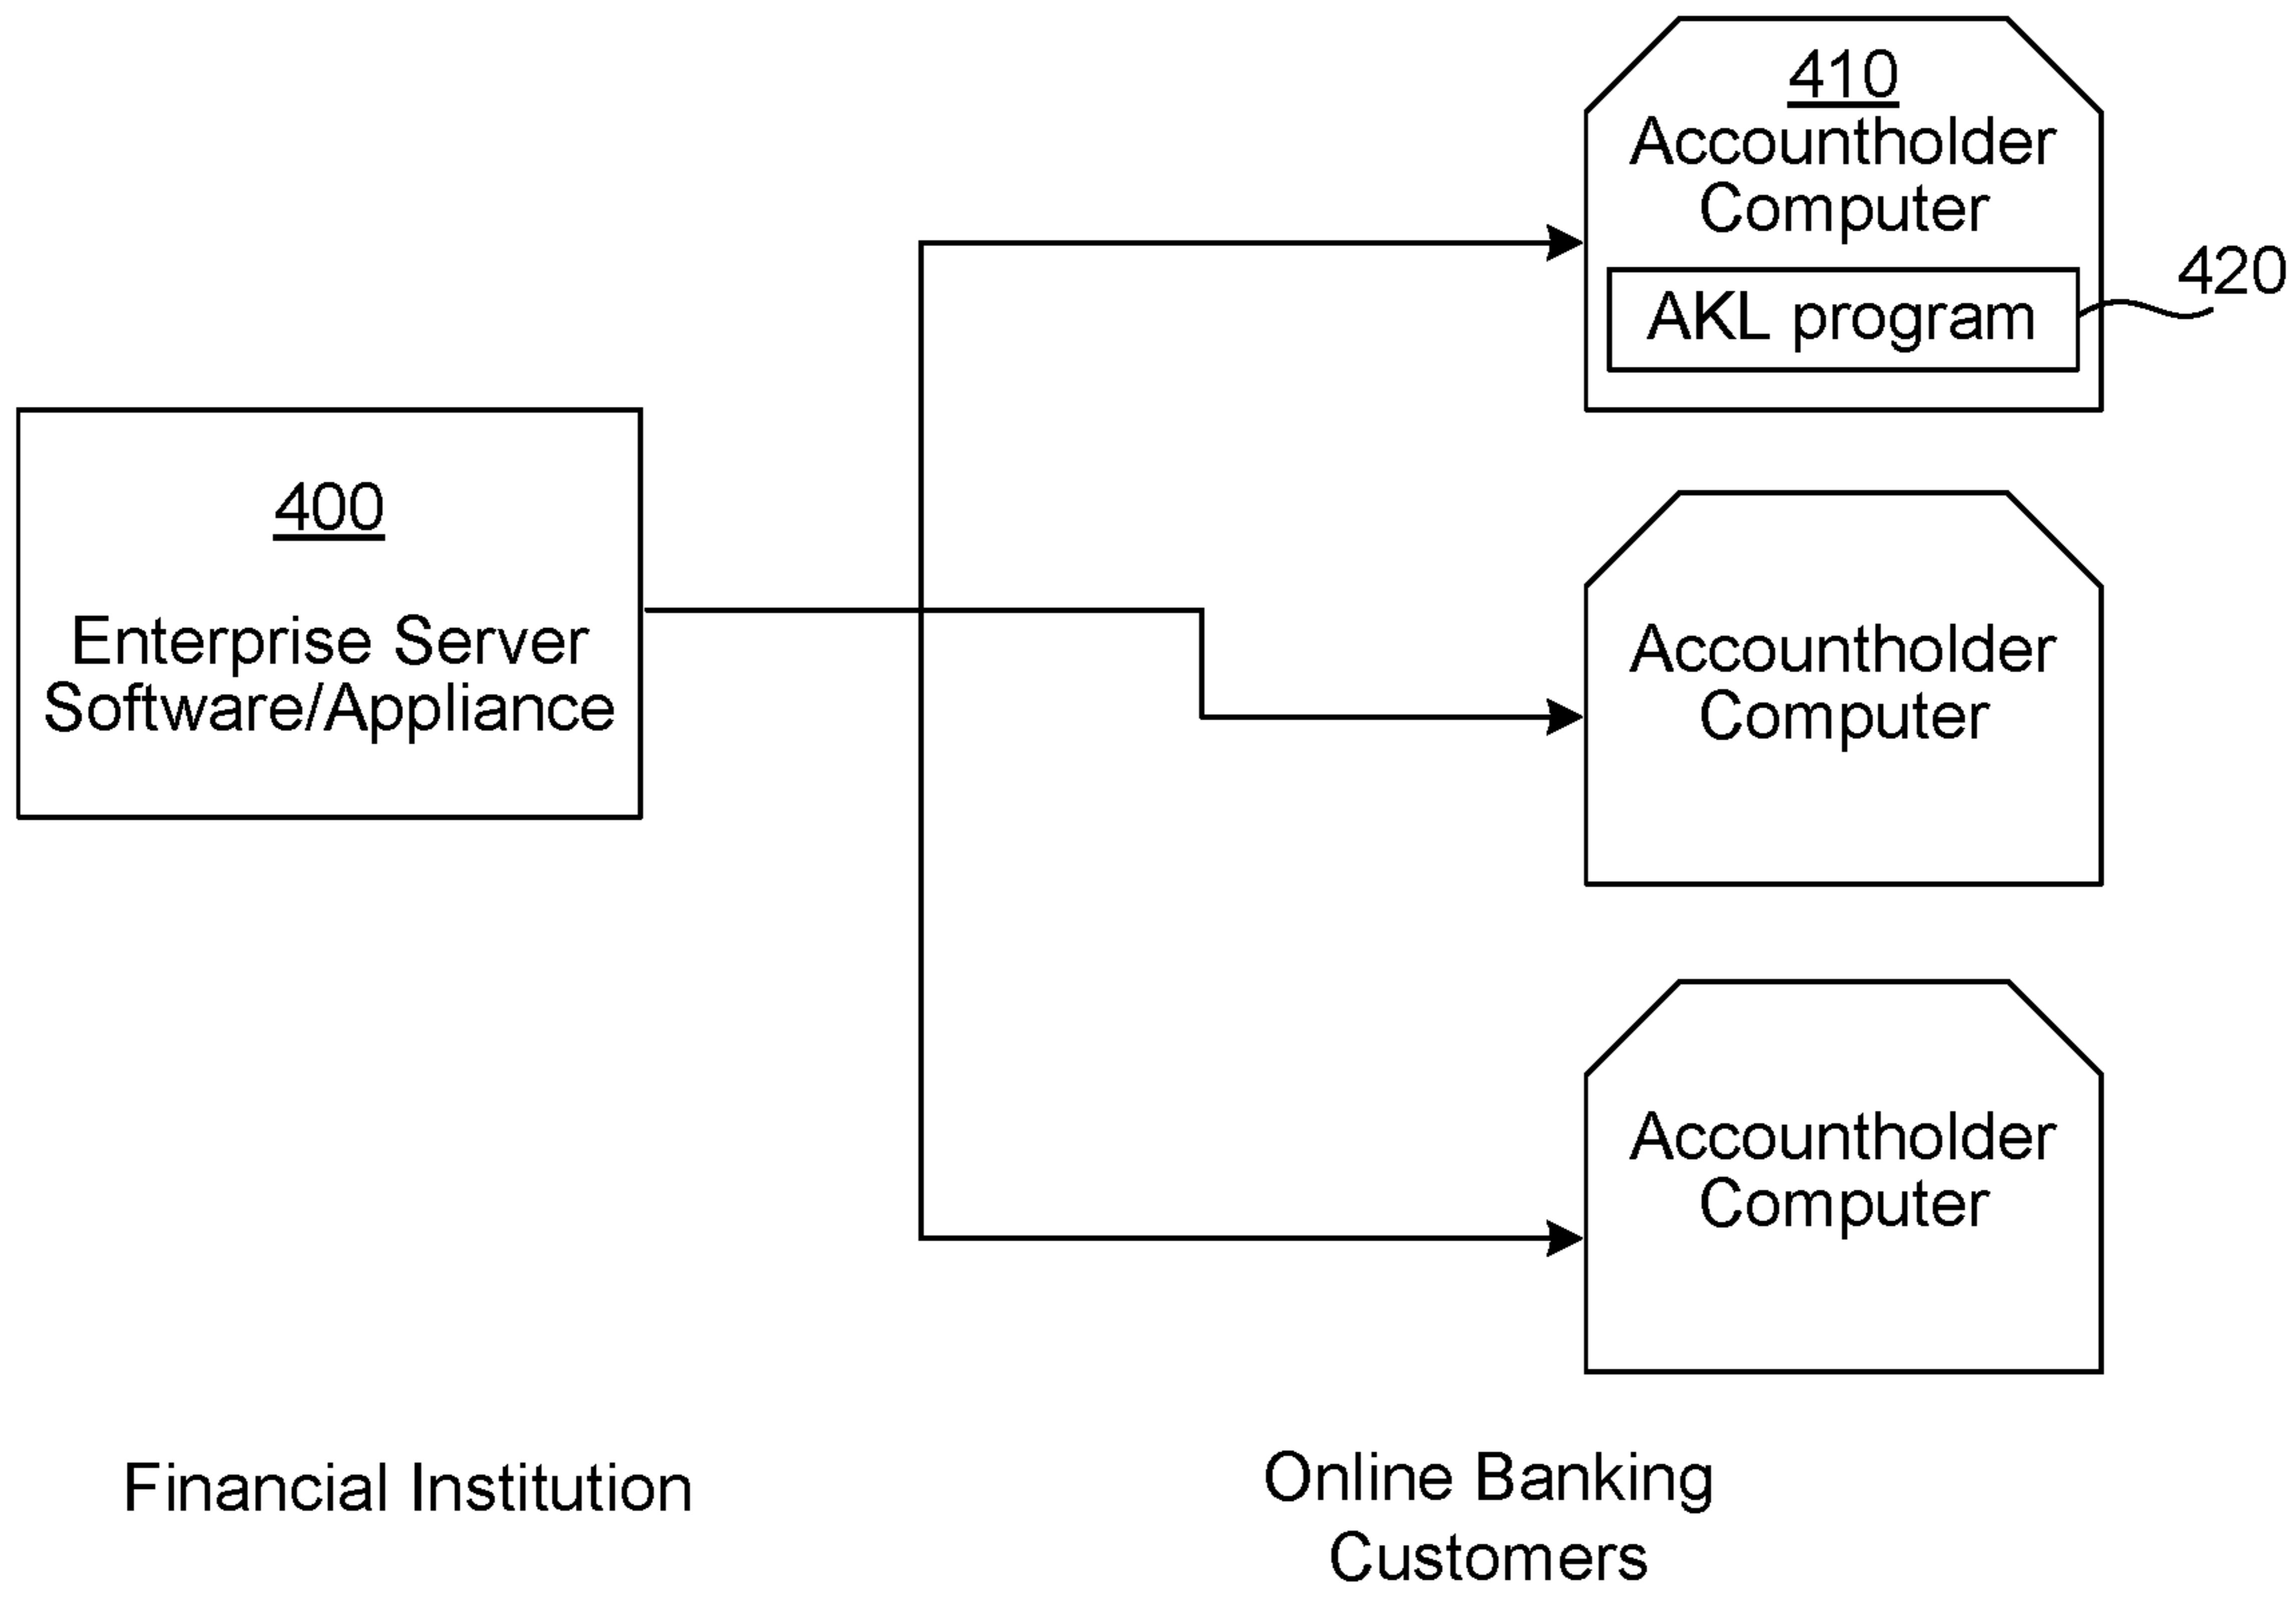 410
Accountholder
Computer
AKL program
420
400
Enterprise Server
Software/Appliance
Accountholder
Computer
Accountholder
Computer
Financial Institution
Online Banking
Customers